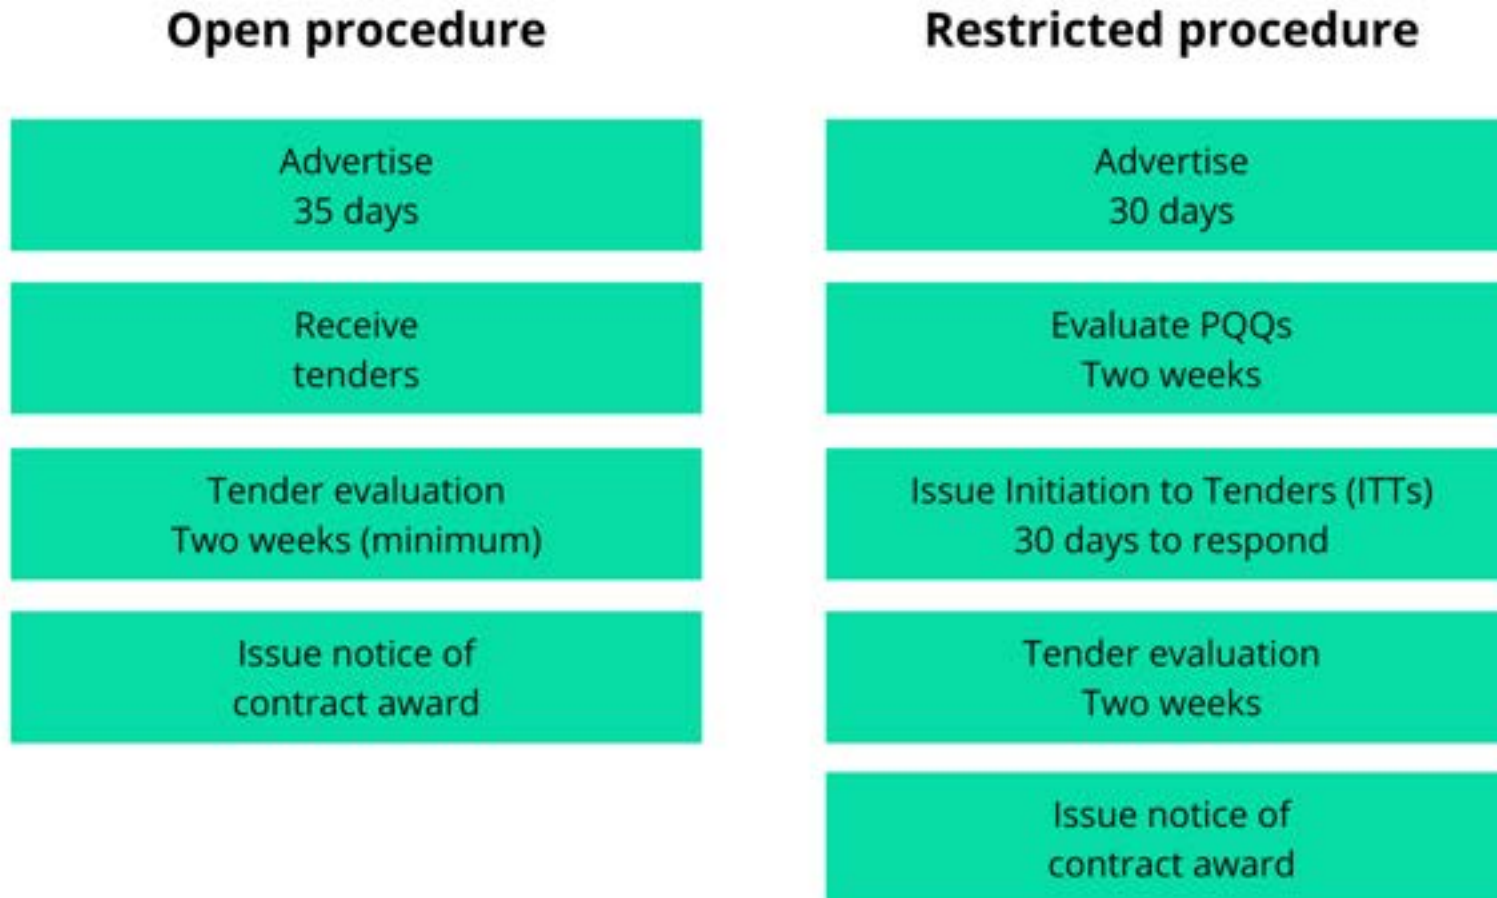 Open procedure
Advertise
35 days
Receive
tenders
Tender evaluation
Two weeks (minimum)
Issue notice of
contract award
Restricted procedure
Advertise
30 days
Evaluate PQQs
Two weeks
Issue Initiation to Tenders (ITTs)
30 days to respond
Tender evaluation
Two weeks
Issue notice of
contract award